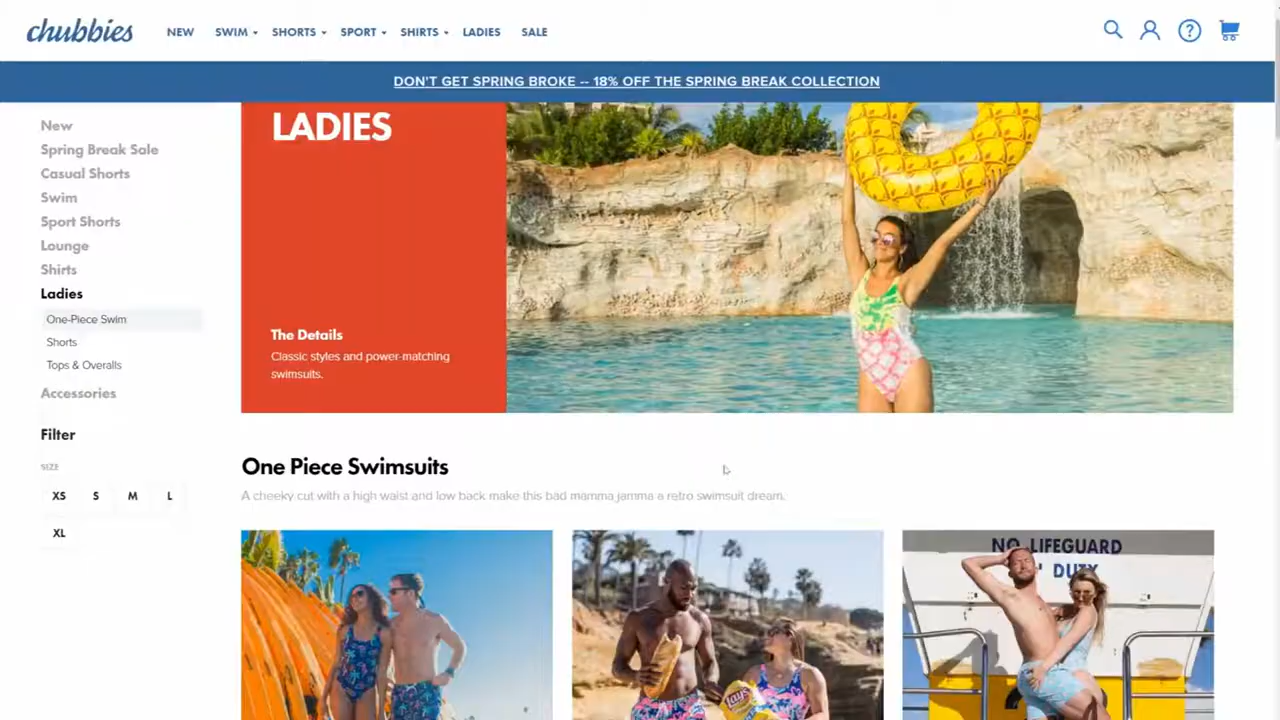 chubbies
NEW SWIM SHORTS SPORT SHIRTS LADIES SALE
?
DON'T GET SPRING BROKE -- 18% OFF THE SPRING BREAK COLLECTION
New
Spring Break Sale
Casual Shorts
Swim
Sport Shorts
Lounge
Shirts
Ladies
One-Piece Swim
Shorts
Tops & Overalls
Accessories
Filter
SIZE
XS S M L
XL
LADIES
The Details
Classic styles and power-matching
swimsuits.
One Piece Swimsuits
A cheeky cut with a high waist and low back make this bad mamma jamma a retro swimsuit dream.
Lay's
NO LIFEGUARD
DUTY